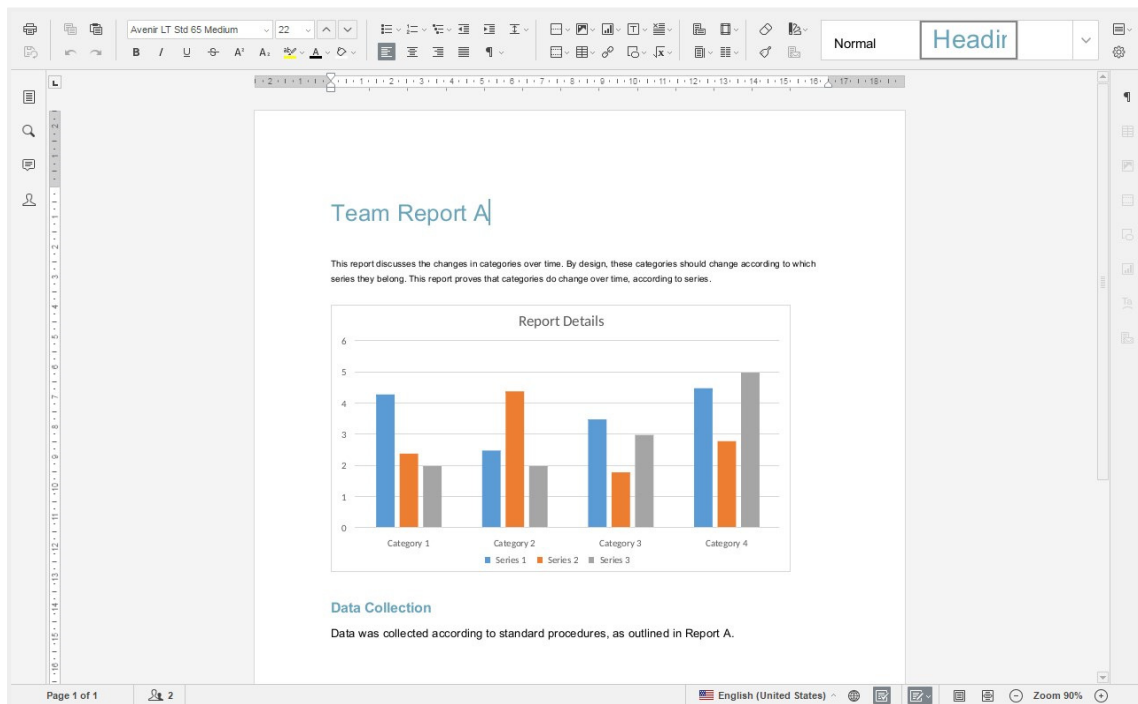 Avenir LT Std 65 Medium
22
Normal
Headir
Team Report A
This report discusses the changes in categories over time. By design, these categories should change according to which
series they belong. This report proves that categories do change over time, according to series.
Report Details
6
5
4
3
2
1
0
Category 1 Category 2 Category 3 Category 4
Series 1 Series 2 Series 3
Data Collection
Data was collected according to standard procedures, as outlined in Report A.
Page 1 of 1
2
English (United States)
Zoom 90%